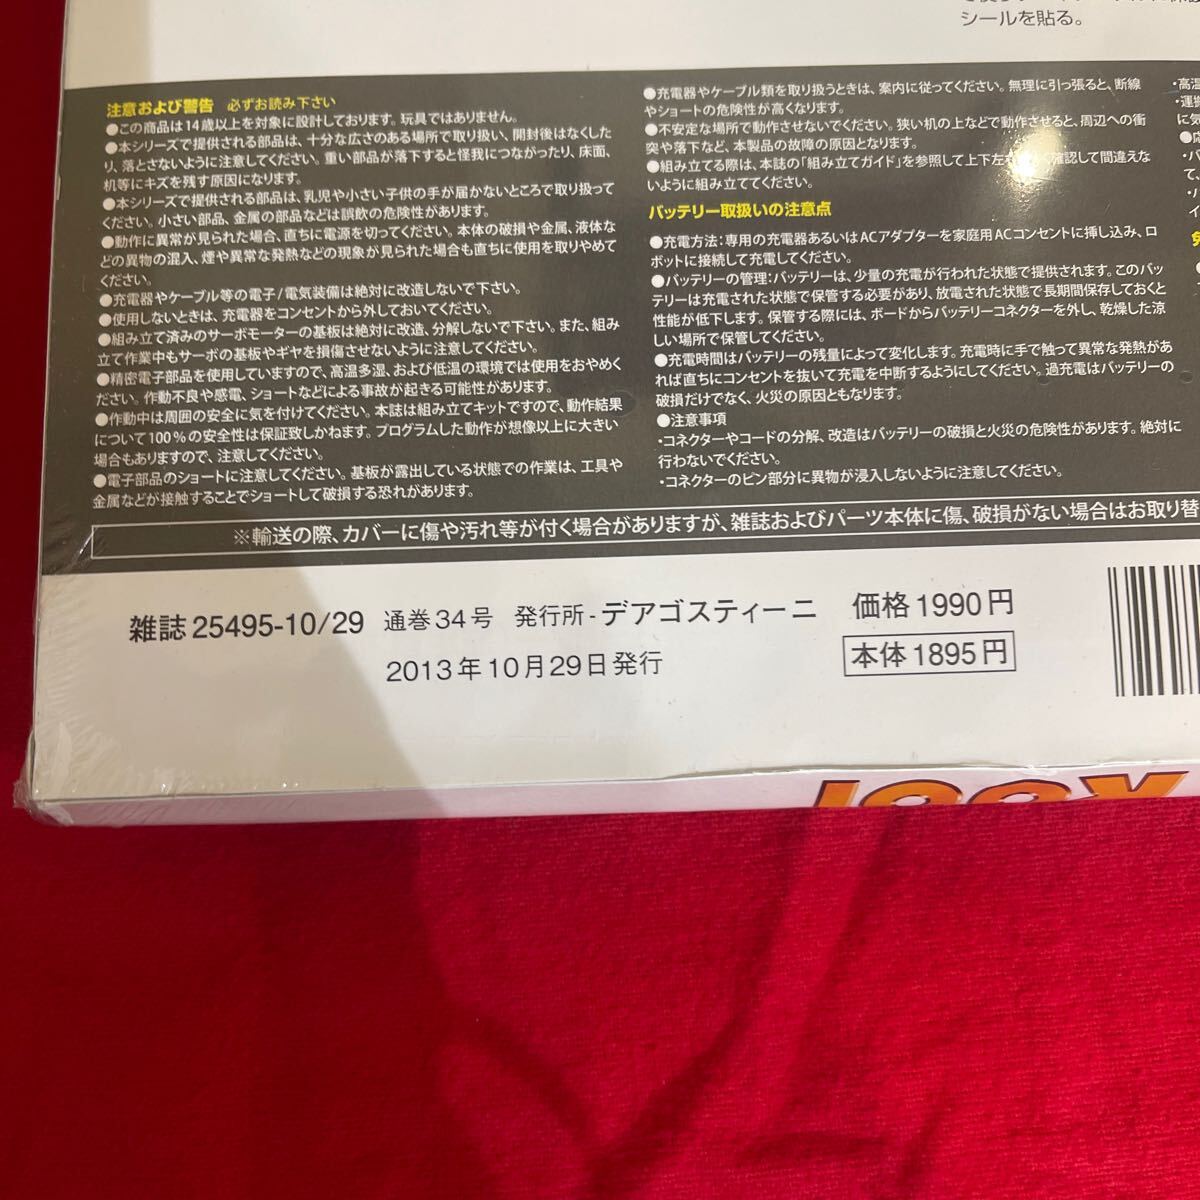 シールを貼る。
注意および警告 必ずお読み下さい
●この商品は14歳以上を対象に設計しております。玩具ではありません。
●本シリーズで提供される部品は、十分な広さのある場所で取り扱い、開封後はなくした
り、落とさないように注意してください。重い部品が落下すると怪我につながったり、床面、
机等にキズを残す原因になります。
●本シリーズで提供される部品は、乳児や小さい子供の手が届かないところで取り扱って
ください。小さい部品、金属の部品などは誤飲の危険性があります。
●動作に異常が見られた場合、直ちに電源を切ってください。本体の破損や金属、液体な
どの異物の混入、煙や異常な発熱などの現象が見られた場合も直ちに使用を取りやめて
ください。
●充電器やケーブル等の電子/電気装備は絶対に改造しないで下さい。
●使用しないときは、充電器をコンセントから外しておいてください。
●組み立て済みのサーボモーターの基板は絶対に改造、分解しないで下さい。また、組み
立て作業中もサーボの基板やギヤを損傷させないように注意してください。
●精密電子部品を使用していますので、高温多湿、および低温の環境では使用をおやめく
ださい。作動不良や感電、ショートなどによる事故が起きる可能性があります。
●作動中は周囲の安全に気を付けてください。本誌は組み立てキットですので、動作結果
について100％の安全性は保証致しかねます。プログラムした動作が想像以上に大きい
場合もありますので、注意してください。
●電子部品のショートに注意してください。基板が露出している状態での作業は、工具や
金属などが接触することでショートして破損する恐れがあります。
●充電器やケーブル類を取り扱うときは、案内に従ってください。無理に引っ張ると、断線
やショートの危険性が高くなります。
●不安定な場所で動作させないでください。狭い机の上などで動作させると、周辺への衝
突や落下など、本製品の故障の原因となります。
●組み立てる際は、本誌の「組み立てガイド」を参照して上下左 く確認して間違えな
いように組み立ててください。
バッテリー取扱いの注意点
●充電方法：専用の充電器あるいはACアダプターを家庭用ACコンセントに挿し込み、ロ
ボットに接続して充電してください。
●バッテリーの管理：バッテリーは、少量の充電が行われた状態で提供されます。このバッ
テリーは充電された状態で保管する必要があり、放電された状態で長期間保存しておくと
性能が低下します。保管する際には、ボードからバッテリーコネクターを外し、乾燥した涼
しい場所で保管してください。
●充電時間はバッテリーの残量によって変化します。充電時に手で触って異常な発熱があ
れば直ちにコンセントを抜いて充電を中断するようにしてください。過充電はバッテリーの
破損だけでなく、火災の原因ともなります。
●注意事項
・コネクターやコードの分解、改造はバッテリーの破損と火災の危険性があります。絶対に
行わないでください。
・コネクターのピン部分に異物が浸入しないように注意してください。
・高温
・運搬
に気
※輸送の際、カバーに傷や汚れ等が付く場合がありますが、雑誌およびパーツ本体に傷、破損がない場合はお取り替
雑誌 25495-10/29 通巻34号 発行所-デアゴスティーニ 価格1990円
2013年10月29日発行 本体1895円